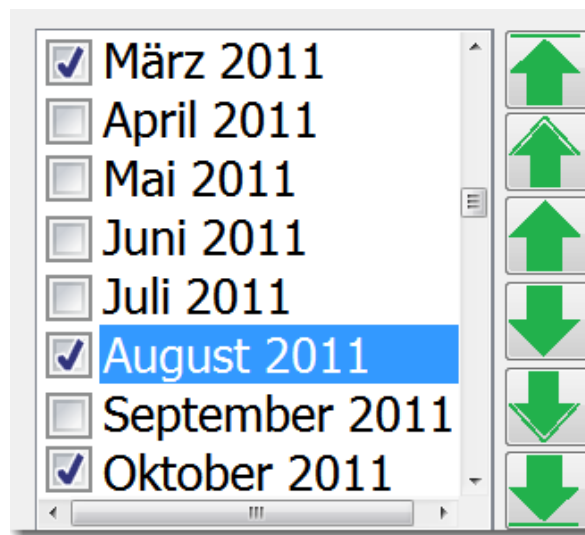 März 2011
April 2011
Mai 2011
Juni 2011
Juli 2011
August 2011
September 2011
Oktober 2011